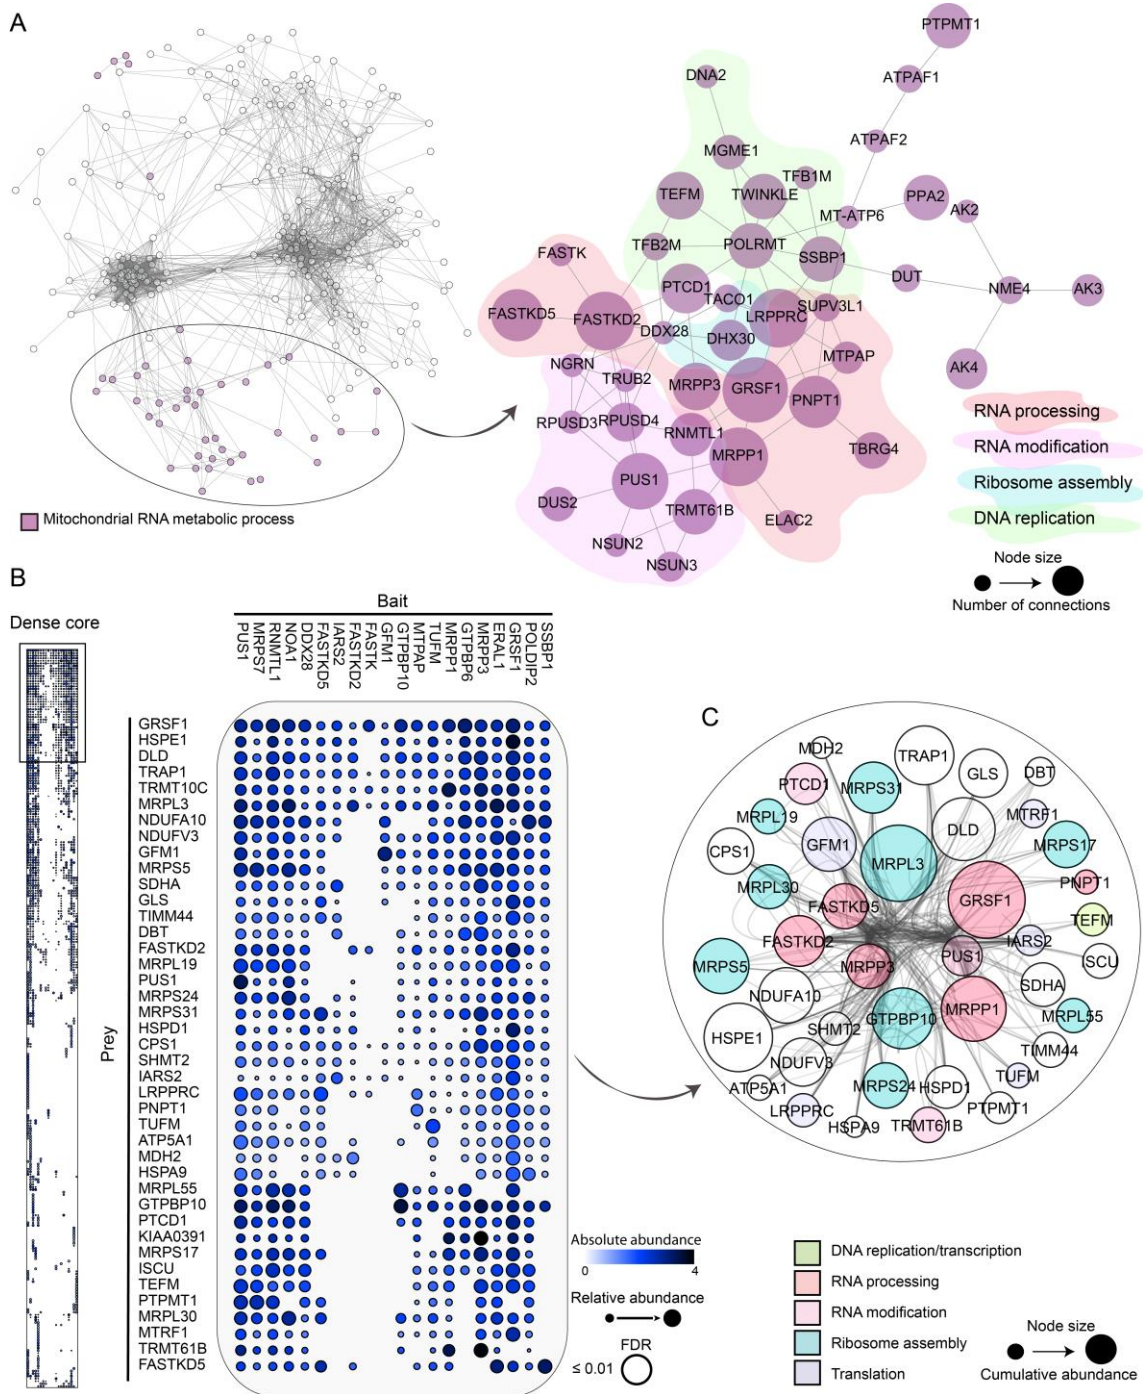 A
PTPMT1
DNA2
ATPAF1
ATPAF2
MGME1
TFB1M
TEFM
TWINKLE
PPA2
AK2
MT-ATP6
TFB2M
POLRMT
SSBP1
FASTK
DUT
NME4
AK3
PTCD1
TACO1
SUPV3L1
LRPPRC
FASTKD5
FASTKD2
DDX28
DHX30
MTPAP
AK4
NGRN
TRUB2
MRPP3
GRSF1
PNPT1
RPUSD3
RPUSD4
RNMTL1
MRPP1
TBRG4
PUS1
DUS2
TRMT61B
ELAC2
NSUN2
NSUN3
RNA processing
RNA modification
Ribosome assembly
DNA replication
Node size
Number of connections
Mitochondrial RNA metabolic process
B
Dense core
Bait
PUS1
MRPS7
RNMTL1
NOA1
DDX28
FASTKD5
IARS2
FASTKD2
FASTK
GFM1
GTPBP10
MTPAP
TUFM
MRPP1
GTPBP6
MRPP3
ERAL1
GRSF1
POLDIP2
SSBP1
Prey
GRSF1
HSPE1
DLD
TRAP1
TRMT10C
MRPL3
NDUFA10
NDUFV3
GFM1
MRPS5
SDHA
GLS
TIMM44
DBT
FASTKD2
MRPL19
PUS1
MRPS24
MRPS31
HSPD1
CPS1
SHMT2
IARS2
LRPPRC
PNPT1
TUFM
ATP5A1
MDH2
HSPA9
MRPL55
GTPBP10
PTCD1
KIAA0391
MRPS17
ISCU
TEFM
PTPMT1
MRPL30
MTRF1
TRMT61B
FASTKD5
Absolute abundance
0 4
Relative abundance
FDR
≤ 0.01
C
MDH2
TRAP1
GLS
DBT
PTCD1
MRPS31
MTRF1
MRPL19
DLD
MRPS17
CPS1
GFM1
MRPL3
MRPL30
PNPT1
GRSF1
FASTKD5
TEFM
FASTKD2
IARS2
PUS1
ISCU
MRPS5
MRPP3
SDHA
NDUFA10
MRPP1
GTPBP10
MRPL55
HSPE1
SHMT2
TIMM44
NDUFV3
TUFM
ATP5A1
MRPS24
HSPD1
PTPMT1
LRPPRC
HSPA9
TRMT61B
DNA replication/transcription
RNA processing
RNA modification
Ribosome assembly
Translation
Node size
Cumulative abundance